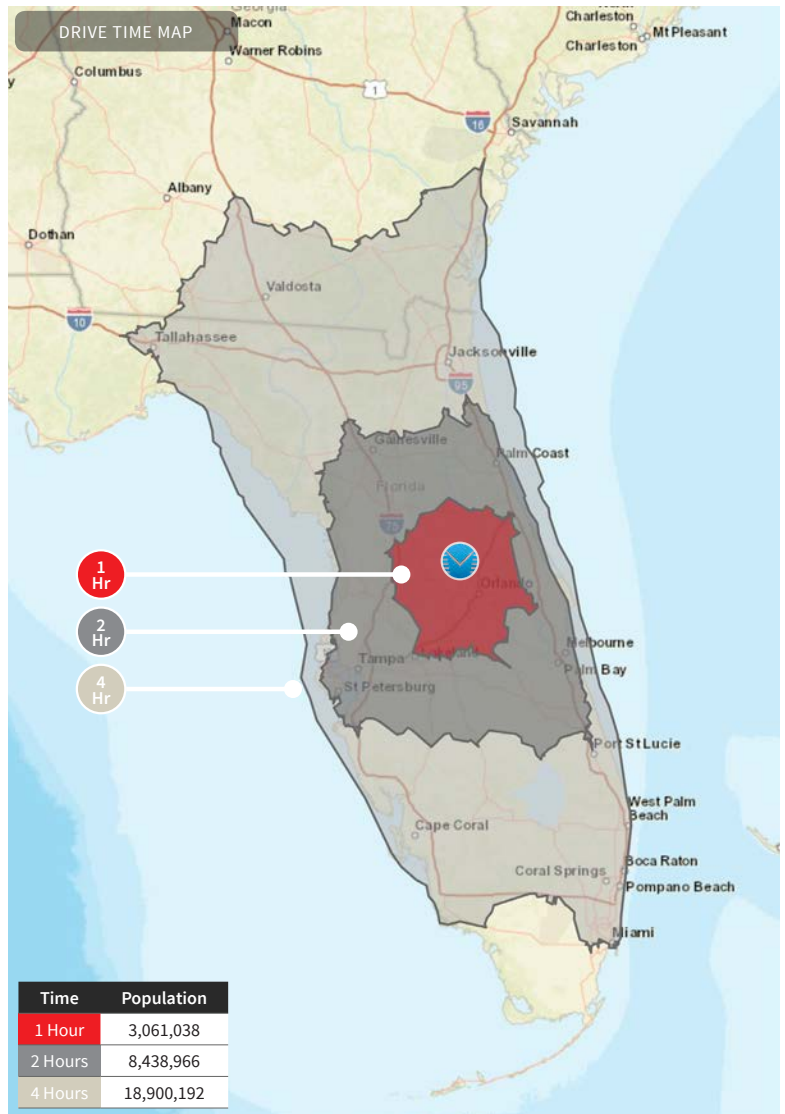 Georgia
Charleston
DRIVE TIME MAP
Macon
Mt Pleasant
Charleston
Warner Robins
Columbus
y
1
16
Savannah
Albany
Dothan
Valdosta
10
Tallahassee
Jacksonville
95
Gainesville
Palm Coast
Florida
75
1
Hr
Orlando
2
Hr
Melbourne
Tampa
Lakeland
Palm Bay
4
Hr
St Petersburg
Port St Lucie
West Palm
Beach
Cape Coral
Boca Raton
Coral Springs
Pompano Beach
Miami
Time Population
1 Hour 3,061,038
2 Hours 8,438,966
4 Hours 18,900,192